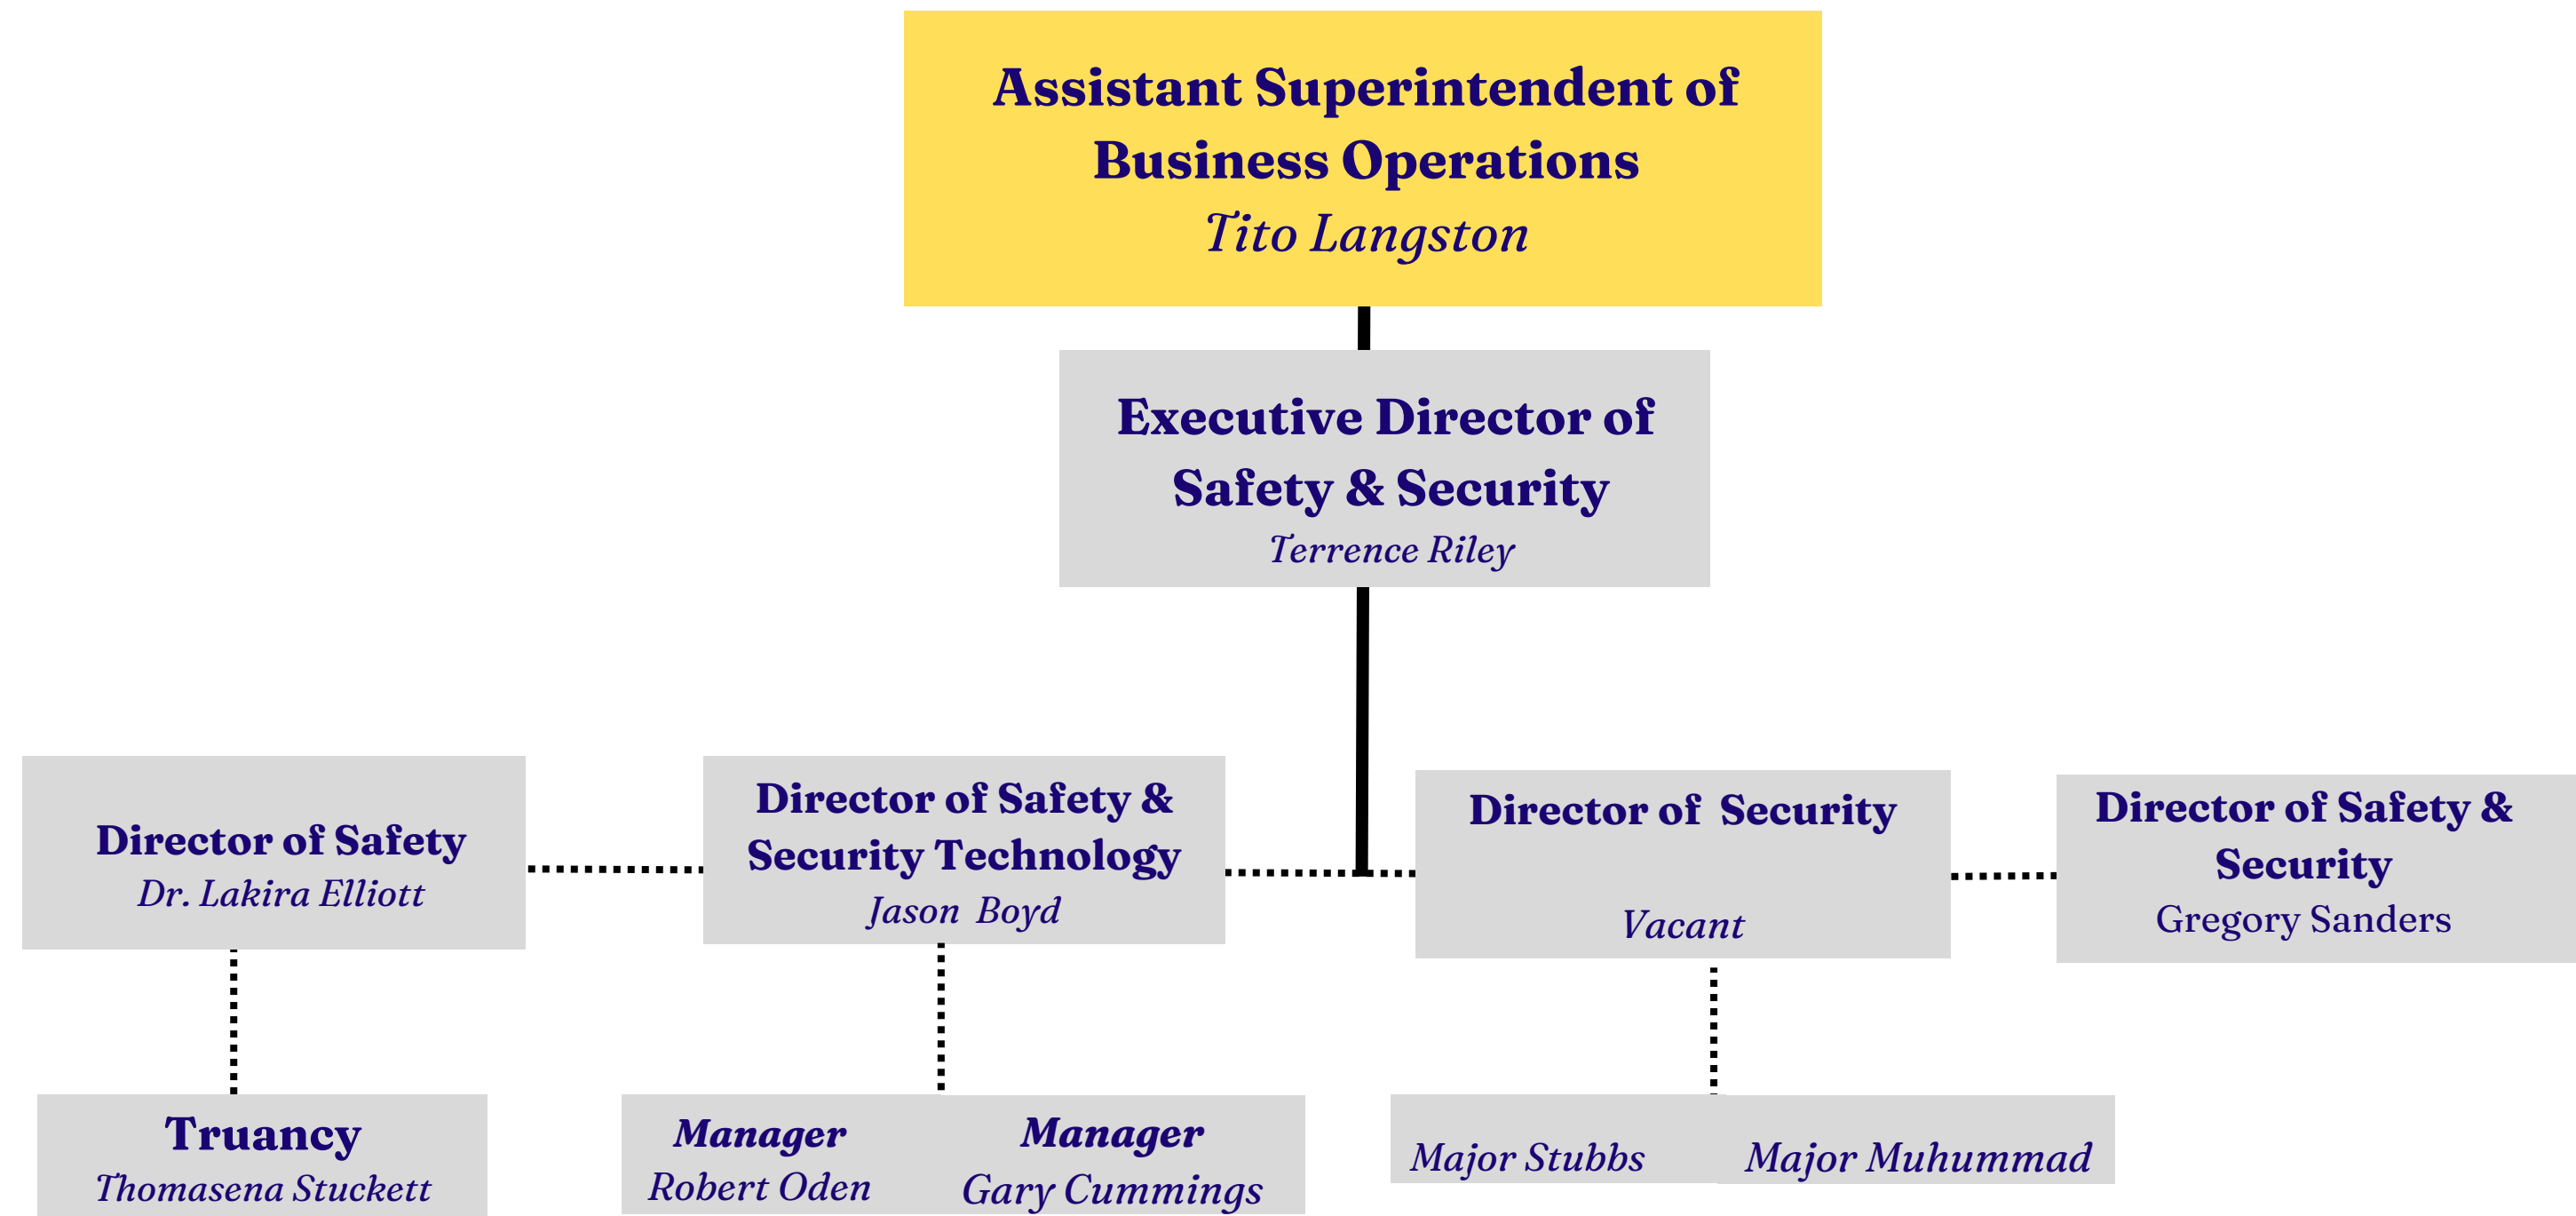 Assistant Superintendent of
Business Operations
Tito Langston
Executive Director of
Safety & Security
Terrence Riley
Director of Safety
Dr. Lakira Elliott
Director of Safety &
Security Technology
Jason Boyd
Director of Security
Vacant
Director of Safety &
Security
Gregory Sanders
Truancy
Thomasena Stuckett
Manager
Robert Oden
Manager
Gary Cummings
Major Stubbs
Major Muhummad